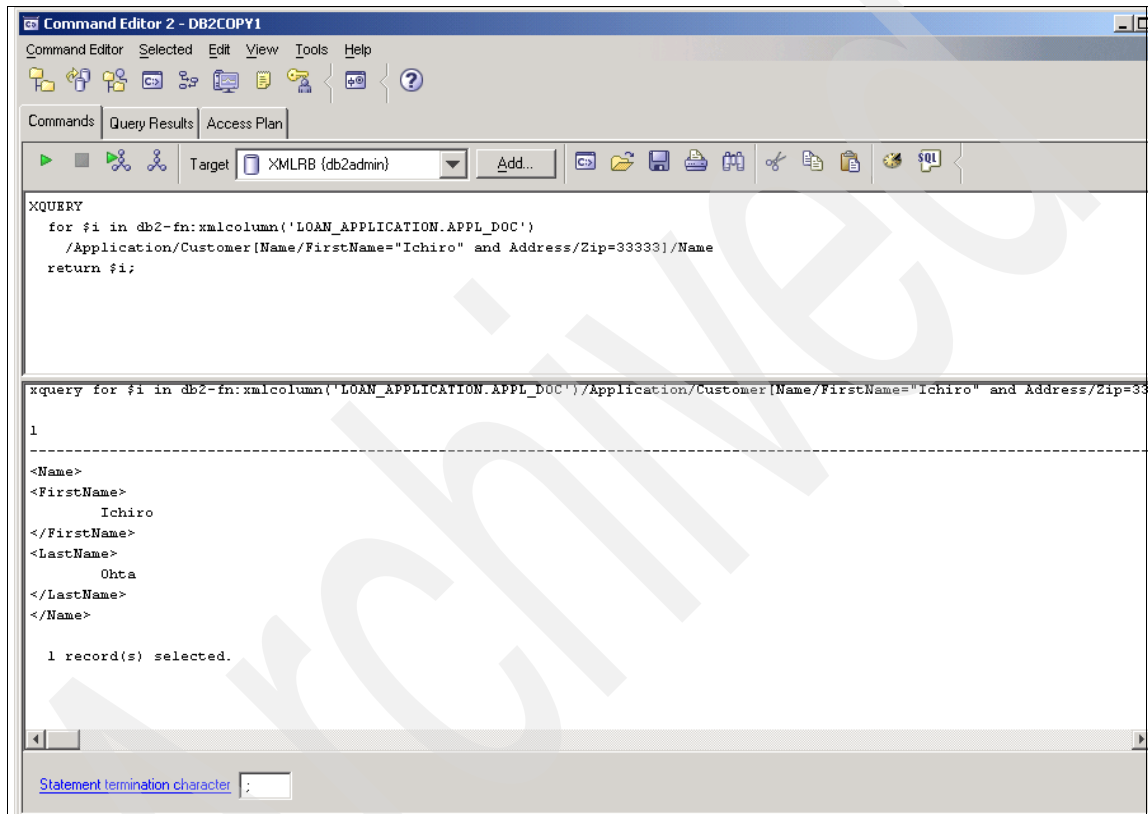 Command Editor 2 - DB2COPY1
Command Editor Selected Edit View Tools Help
Commands Query Results Access Plan
Target XMLRB {db2admin} Add... SQL
XQUERY
for $i in db2-fn:xmlcolumn('LOAN_APPLICATION.APPL_DOC')
/Application/Customer[Name/FirstName="Ichiro" and Address/Zip=33333]/Name
return $i;
xquery for $i in db2-fn:xmlcolumn('LOAN_APPLICATION.APPL_DOC')/Application/Customer[Name/FirstName="Ichiro" and Address/Zip=33
1
--------------------------------------------------------------------------------
<Name>
<FirstName>
Ichiro
</FirstName>
<LastName>
Ohta
</LastName>
</Name>
1 record(s) selected.
Statement termination character ;
Archived